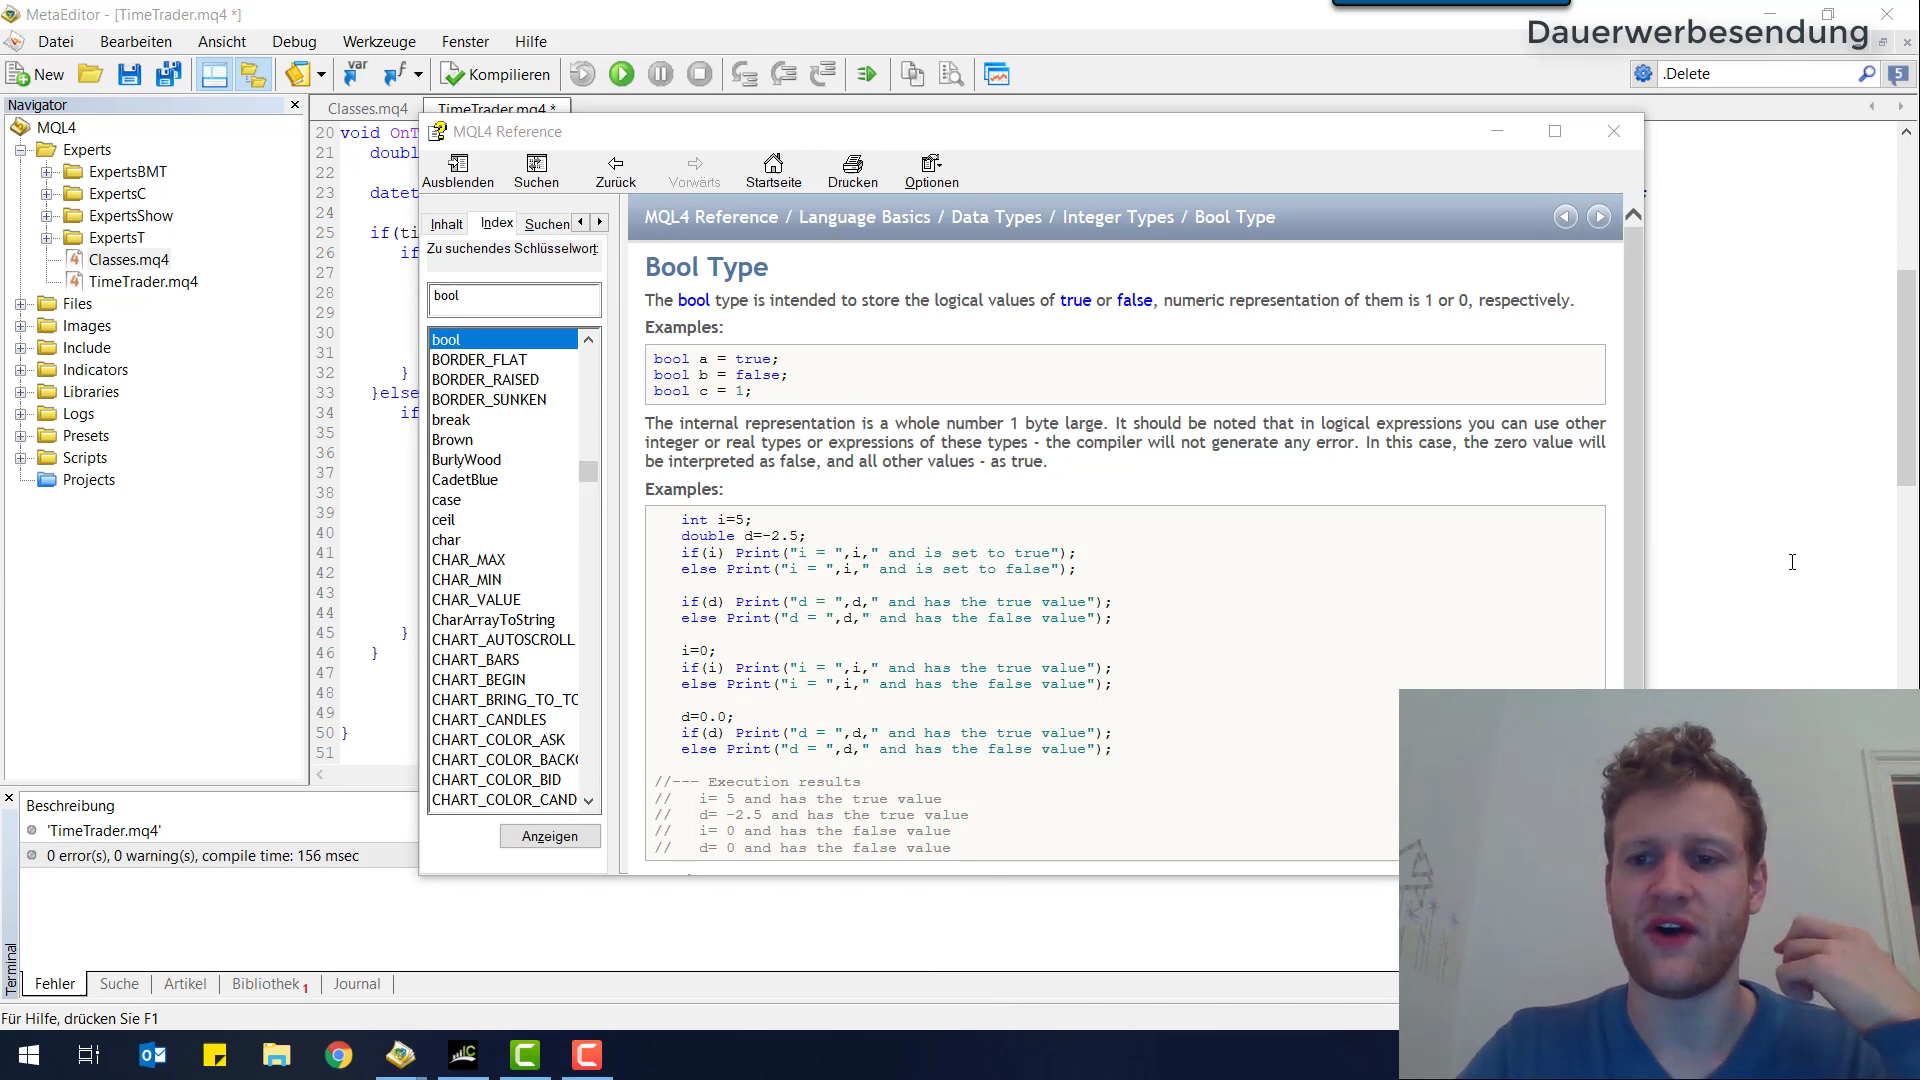 MetaEditor - [TimeTrader.mq4 *]
Dauerwerbesendung
Datei Bearbeiten Ansicht Debug Werkzeuge Fenster Hilfe
New var f Kompilieren .Delete 5
Navigator
MQL4
Experts
ExpertsBMT
ExpertsC
ExpertsShow
ExpertsT
Classes.mq4
TimeTrader.mq4
Files
Images
Include
Indicators
Libraries
Logs
Presets
Scripts
Projects
Classes.mq4 TimeTrader.mq4 *
20 void OnT
21 doubl
22
23 datet
24
25 if(ti
26 if
27
28
29
30
31
32 }
33 }else
34 if
35
36
37
38
39
40
41
42
43
44
45 }
46 }
47
48
49
50 }
51
MQL4 Reference
Ausblenden Suchen Zurück Vorwärts Startseite Drucken Optionen
Inhalt Index Suchen
Zu suchendes Schlüsselwort:
bool
bool
BORDER_FLAT
BORDER_RAISED
BORDER_SUNKEN
break
Brown
BurlyWood
CadetBlue
case
ceil
char
CHAR_MAX
CHAR_MIN
CHAR_VALUE
CharArrayToString
CHART_AUTOSCROLL
CHART_BARS
CHART_BEGIN
CHART_BRING_TO_TO
CHART_CANDLES
CHART_COLOR_ASK
CHART_COLOR_BACK
CHART_COLOR_BID
CHART_COLOR_CAND
Anzeigen
MQL4 Reference / Language Basics / Data Types / Integer Types / Bool Type
Bool Type
The bool type is intended to store the logical values of true or false, numeric representation of them is 1 or 0, respectively.
Examples:
bool a = true;
bool b = false;
bool c = 1;
The internal representation is a whole number 1 byte large. It should be noted that in logical expressions you can use other
integer or real types or expressions of these types - the compiler will not generate any error. In this case, the zero value will
be interpreted as false, and all other values - as true.
Examples:
int i=5;
double d=-2.5;
if(i) Print("i = ",i," and is set to true");
else Print("i = ",i," and is set to false");
if(d) Print("d = ",d," and has the true value");
else Print("d = ",d," and has the false value");
i=0;
if(i) Print("i = ",i," and has the true value");
else Print("i = ",i," and has the false value");
d=0.0;
if(d) Print("d = ",d," and has the true value");
else Print("d = ",d," and has the false value");
//--- Execution results
// i= 5 and has the true value
// d= -2.5 and has the true value
// i= 0 and has the false value
// d= 0 and has the false value
Beschreibung
'TimeTrader.mq4'
0 error(s), 0 warning(s), compile time: 156 msec
Terminal
Fehler Suche Artikel Bibliothek 1 Journal
Für Hilfe, drücken Sie F1